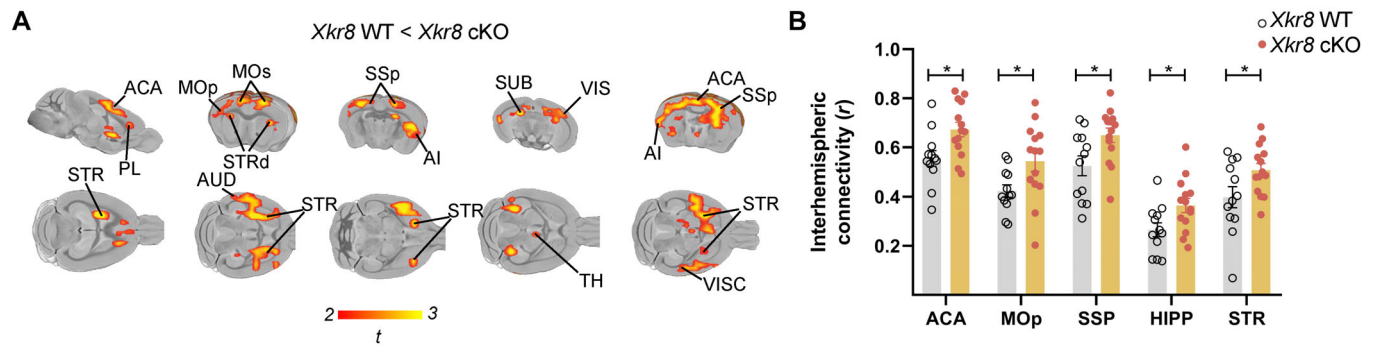 A
Xkr8 WT < Xkr8 cKO
ACA
PL
MOp
MOs
STRd
SSp
AI
SUB
VIS
ACA
SSp
AI
STR
AUD
STR
STR
TH
STR
VISC
2
3
t
B
Xkr8 WT
Xkr8 cKO
Interhemispheric
connectivity (r)
1.0
0.8
0.6
0.4
0.2
*
*
*
*
*
ACA
MOp
SSP
HIPP
STR